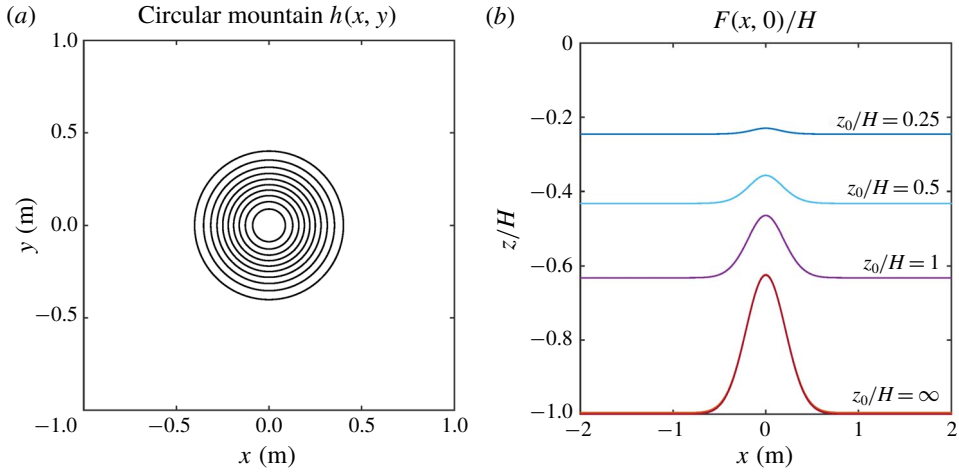 (a) Circular mountain h(x, y)
1.0
0.5
0.0
−0.5
−1.0 −0.5 0.0 0.5 1.0
y (m)
x (m)
(b) F(x, 0)/H
0
−0.2
−0.4
−0.6
−0.8
−1.0
−2 −1 0 1 2
z/H
x (m)
z₀/H = 0.25
z₀/H = 0.5
z₀/H = 1
z₀/H = ∞